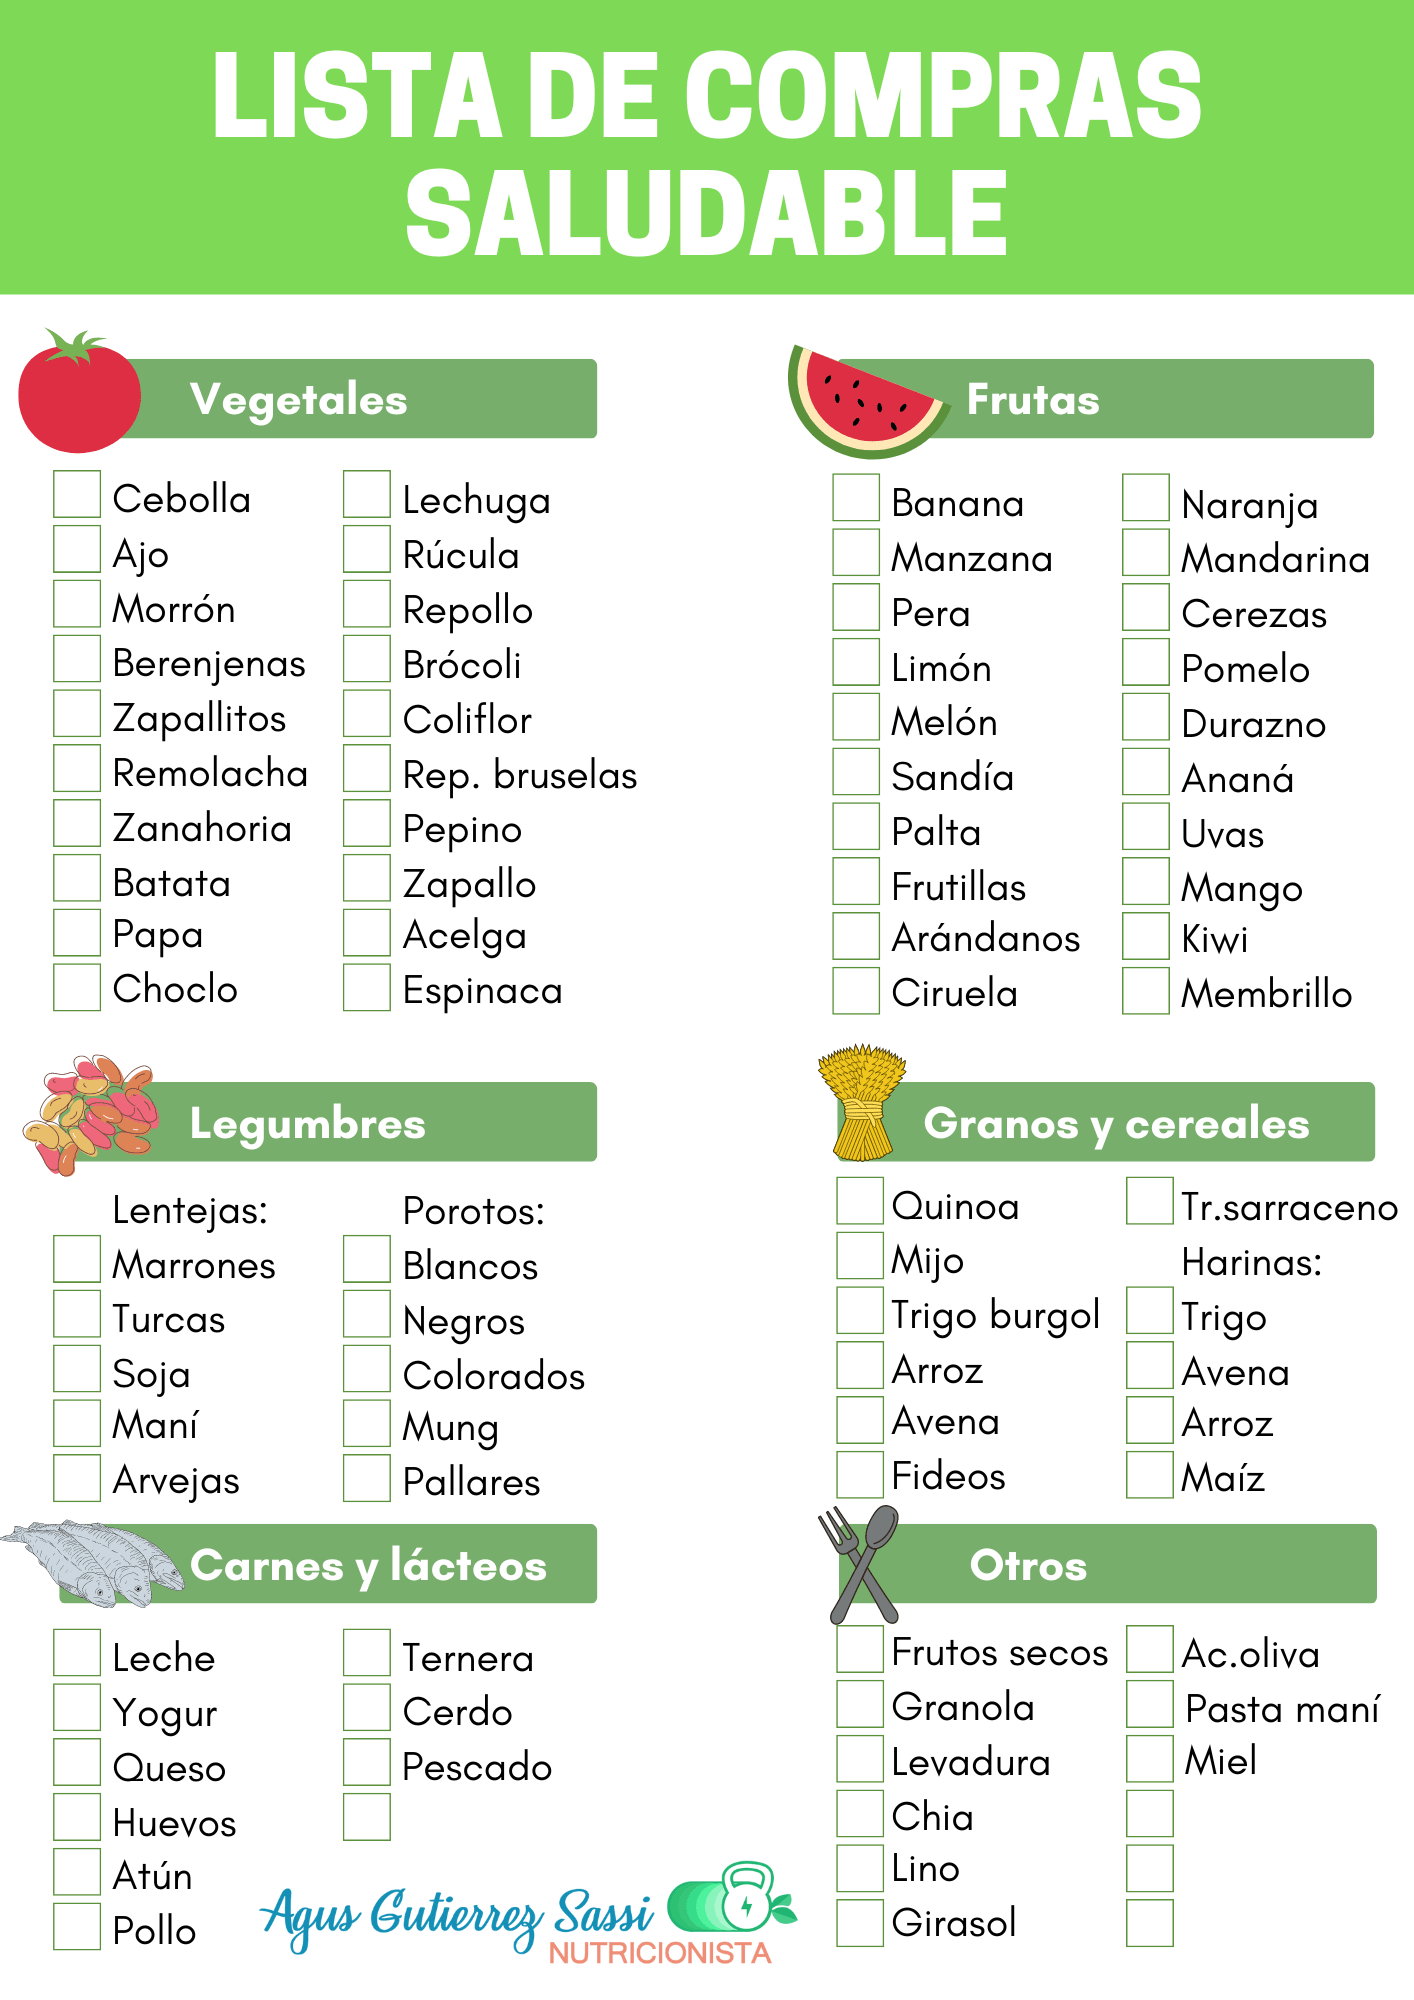 LISTA DE COMPRAS
SALUDABLE
Vegetales
Cebolla
Ajo
Morrón
Berenjenas
Zapallitos
Remolacha
Zanahoria
Batata
Papa
Choclo
Lechuga
Rúcula
Repollo
Brócoli
Coliflor
Rep. bruselas
Pepino
Zapallo
Acelga
Espinaca
Frutas
Banana
Manzana
Pera
Limón
Melón
Sandía
Palta
Frutillas
Arándanos
Ciruela
Naranja
Mandarina
Cerezas
Pomelo
Durazno
Ananá
Uvas
Mango
Kiwi
Membrillo
Legumbres
Lentejas:
Marrones
Turcas
Soja
Maní
Arvejas
Porotos:
Blancos
Negros
Colorados
Mung
Pallares
Granos y cereales
Quinoa
Mijo
Trigo burgol
Arroz
Avena
Fideos
Tr.sarraceno
Harinas:
Trigo
Avena
Arroz
Maíz
Carnes y lácteos
Leche
Yogur
Queso
Huevos
Atún
Pollo
Ternera
Cerdo
Pescado
Otros
Frutos secos
Granola
Levadura
Chia
Lino
Girasol
Ac.oliva
Pasta maní
Miel
Agus Gutierrez Sassi
NUTRICIONISTA